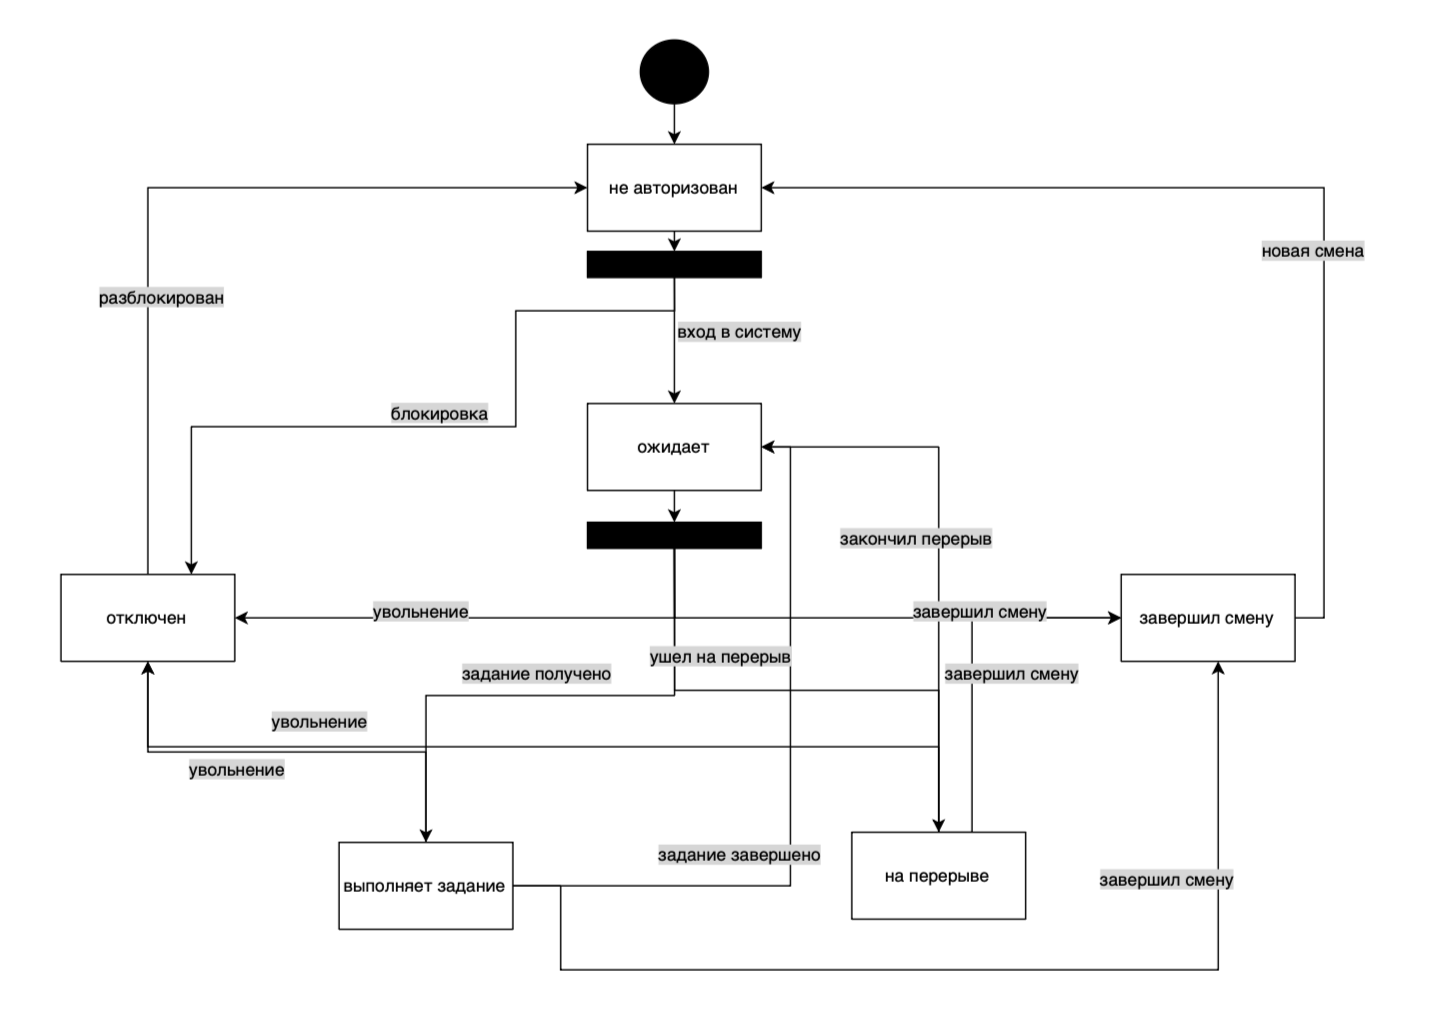 не авторизован
новая смена
разблокирован
вход в систему
блокировка
ожидает
закончил перерыв
увольнение
завершил смену
отключен
завершил смену
ушел на перерыв
задание получено
завершил смену
увольнение
увольнение
задание завершено
выполняет задание
на перерыве
завершил смену